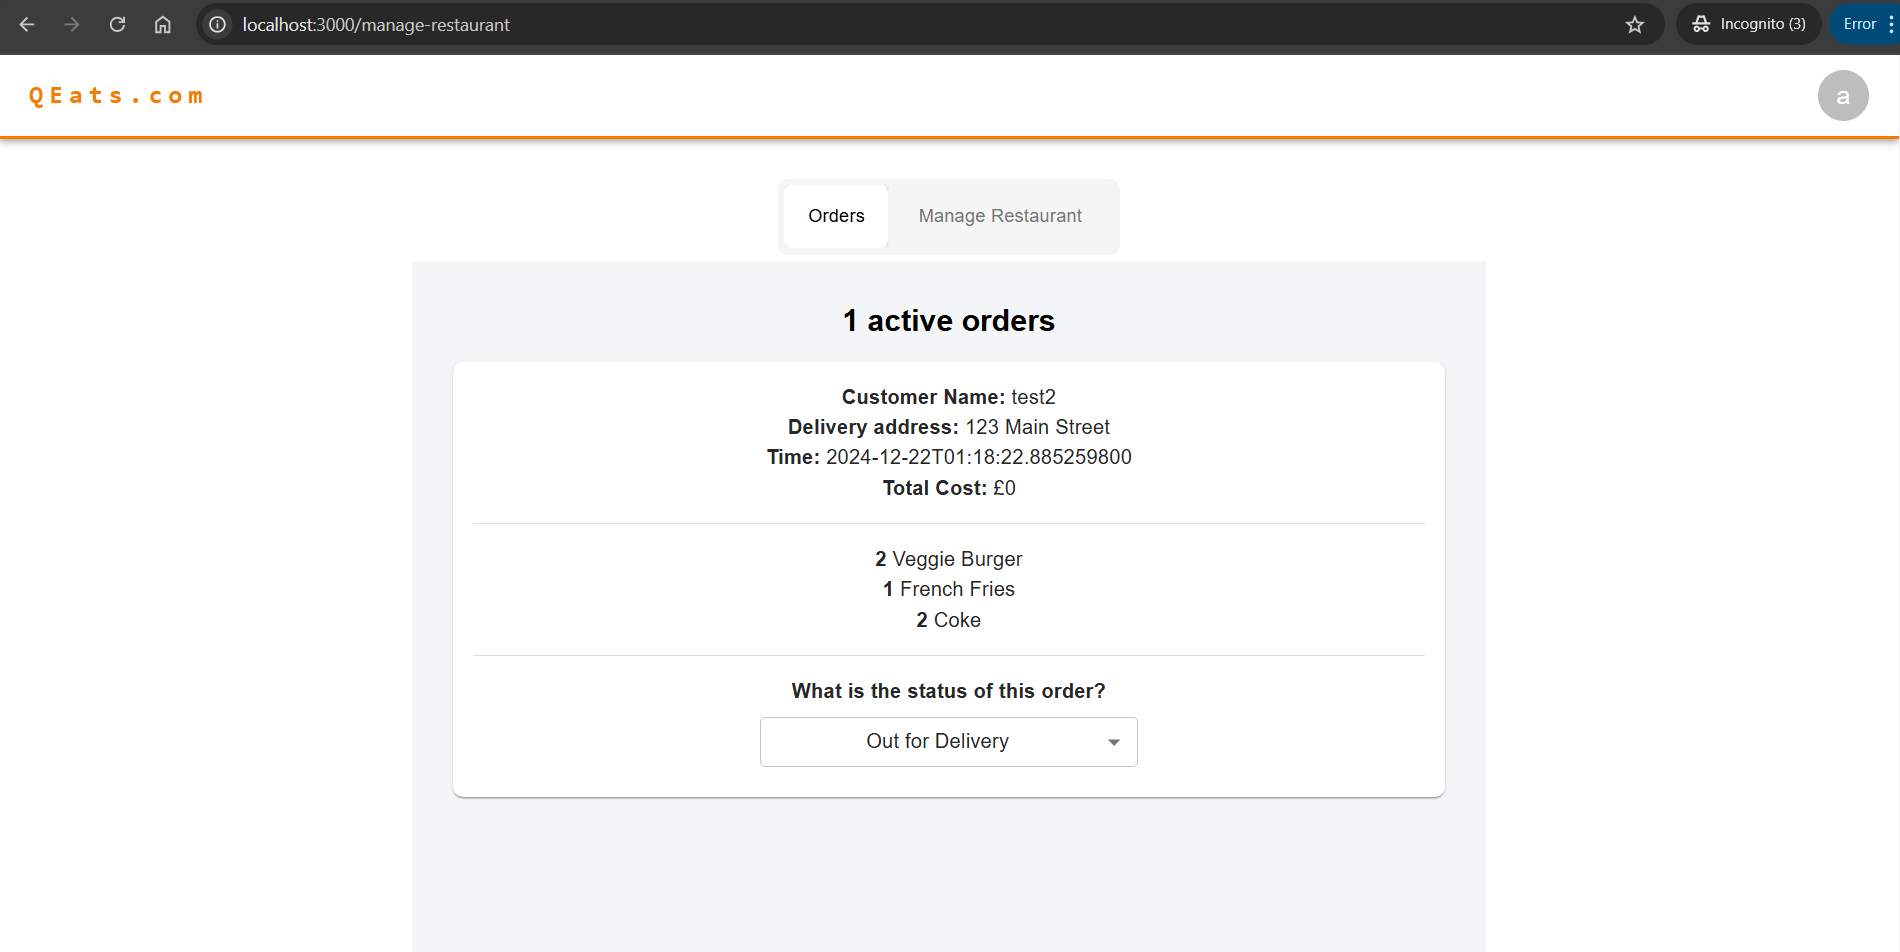 localhost:3000/manage-restaurant
Incognito (3)
Error
QEats.com
a
Orders
Manage Restaurant
1 active orders
Customer Name: test2
Delivery address: 123 Main Street
Time: 2024-12-22T01:18:22.885259800
Total Cost: £0
2 Veggie Burger
1 French Fries
2 Coke
What is the status of this order?
Out for Delivery